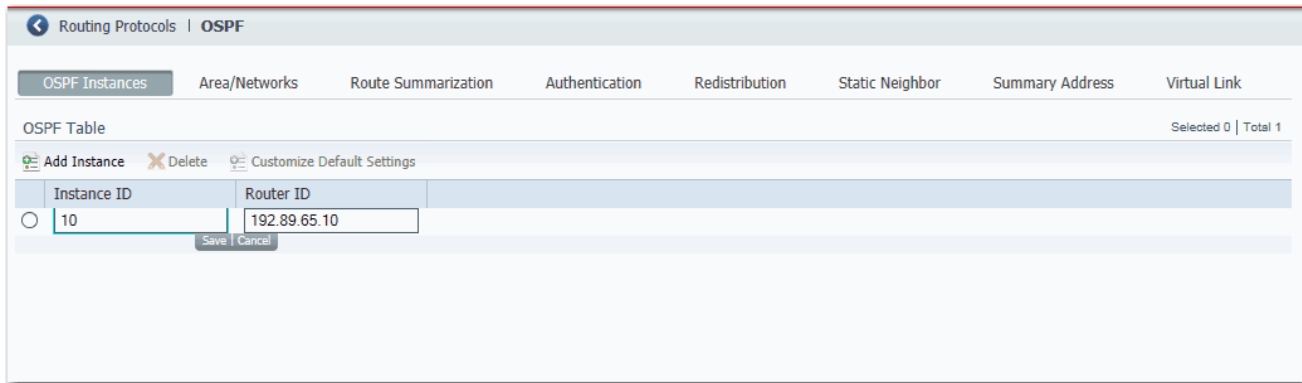 Routing Protocols | OSPF
OSPF Instances Area/Networks Route Summarization Authentication Redistribution Static Neighbor Summary Address Virtual Link
OSPF Table Selected 0 | Total 1
Add Instance Delete Customize Default Settings
Instance ID Router ID
10 192.89.65.10
Save | Cancel